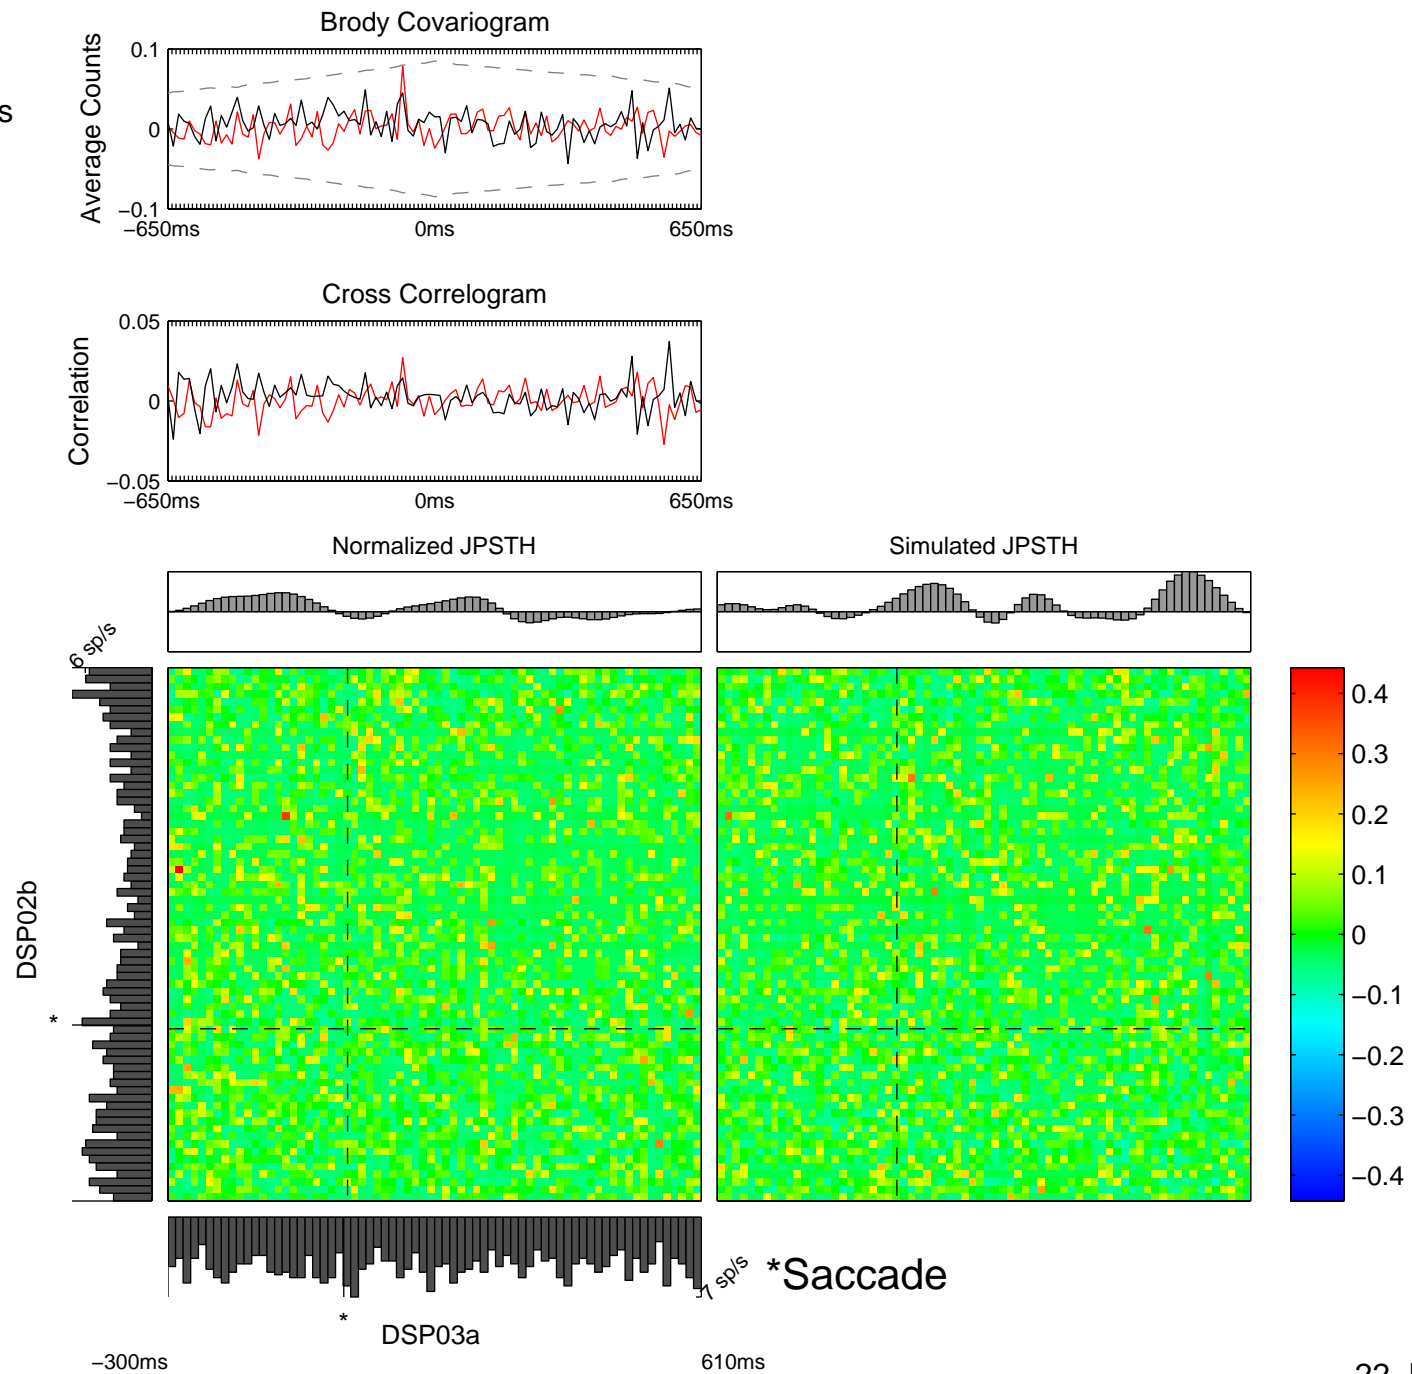 Brody Covariogram
Average Counts
0.1
0
−0.1
−650ms 0ms 650ms
s
Cross Correlogram
Correlation
0.05
0
−0.05
−650ms 0ms 650ms
Normalized JPSTH
Simulated JPSTH
6 sp/s
DSP02b
*
0.4
0.3
0.2
0.1
0
−0.1
−0.2
−0.3
−0.4
7 sp/s
*Saccade
*
DSP03a
−300ms 610ms